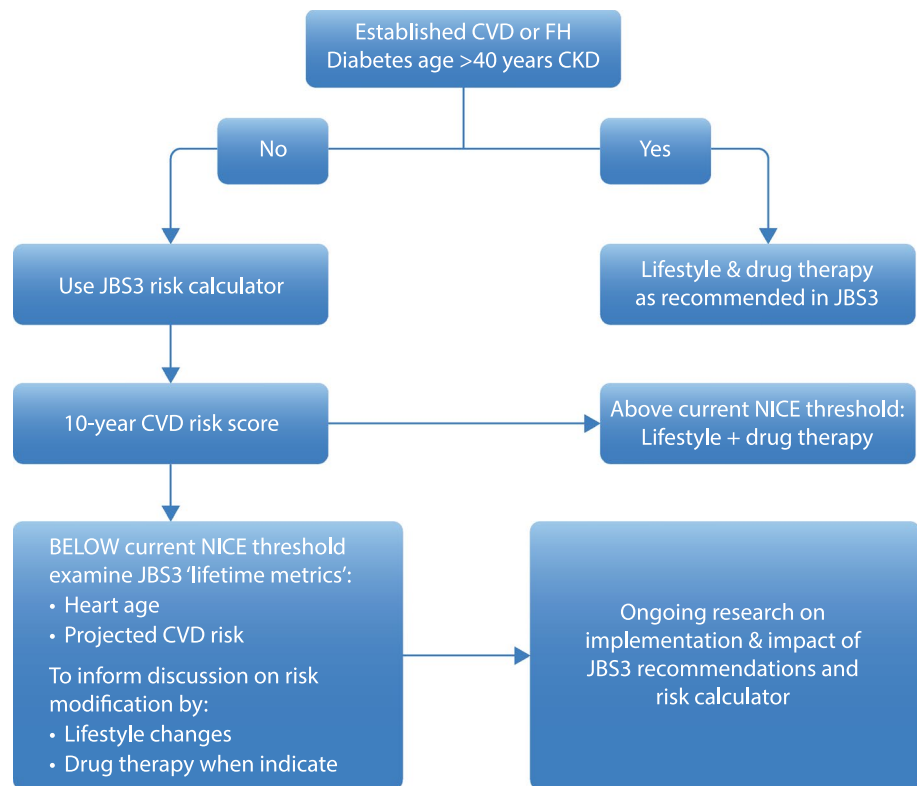 Established CVD or FH
Diabetes age >40 years CKD
No
Yes
Use JBS3 risk calculator
Lifestyle & drug therapy
as recommended in JBS3
10-year CVD risk score
Above current NICE threshold:
Lifestyle + drug therapy
BELOW current NICE threshold
examine JBS3 ‘lifetime metrics’:
• Heart age
• Projected CVD risk
To inform discussion on risk
modification by:
• Lifestyle changes
• Drug therapy when indicate
Ongoing research on
implementation & impact of
JBS3 recommendations and
risk calculator